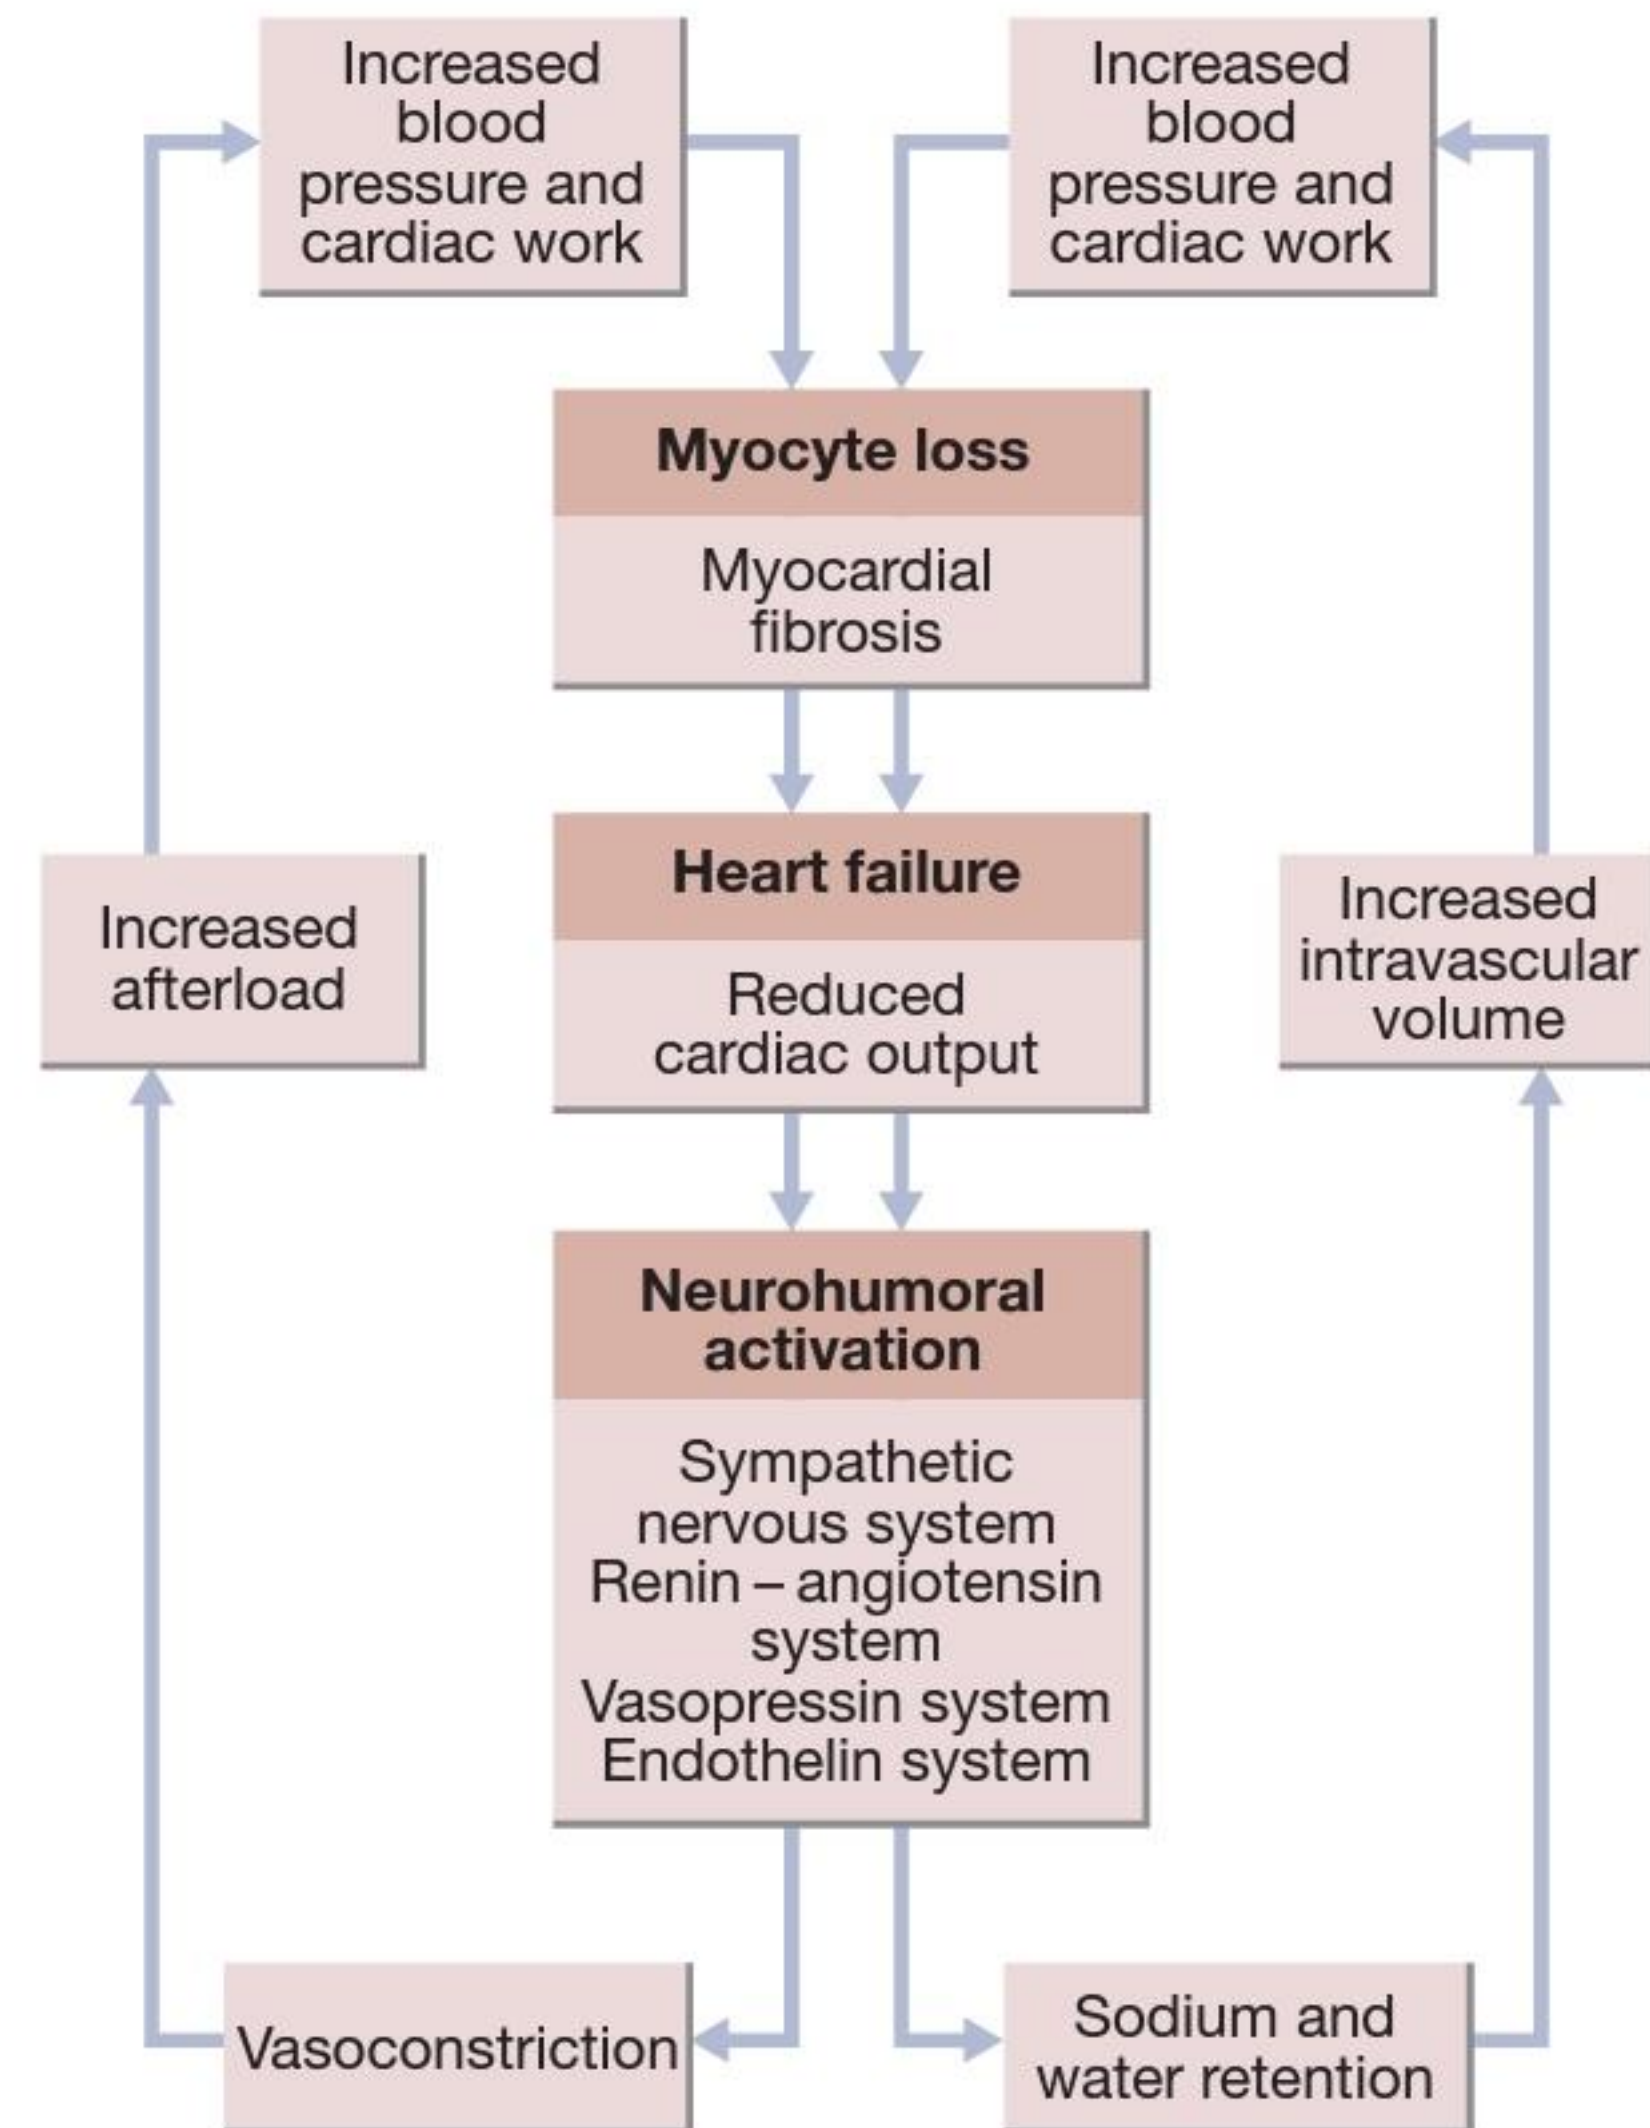 Increased
blood
pressure and
cardiac work
Increased
blood
pressure and
cardiac work
Myocyte loss
Myocardial
fibrosis
Heart failure
Reduced
cardiac output
Increased
afterload
Increased
intravascular
volume
Neurohumoral
activation
Sympathetic
nervous system
Renin – angiotensin
system
Vasopressin system
Endothelin system
Vasoconstriction
Sodium and
water retention